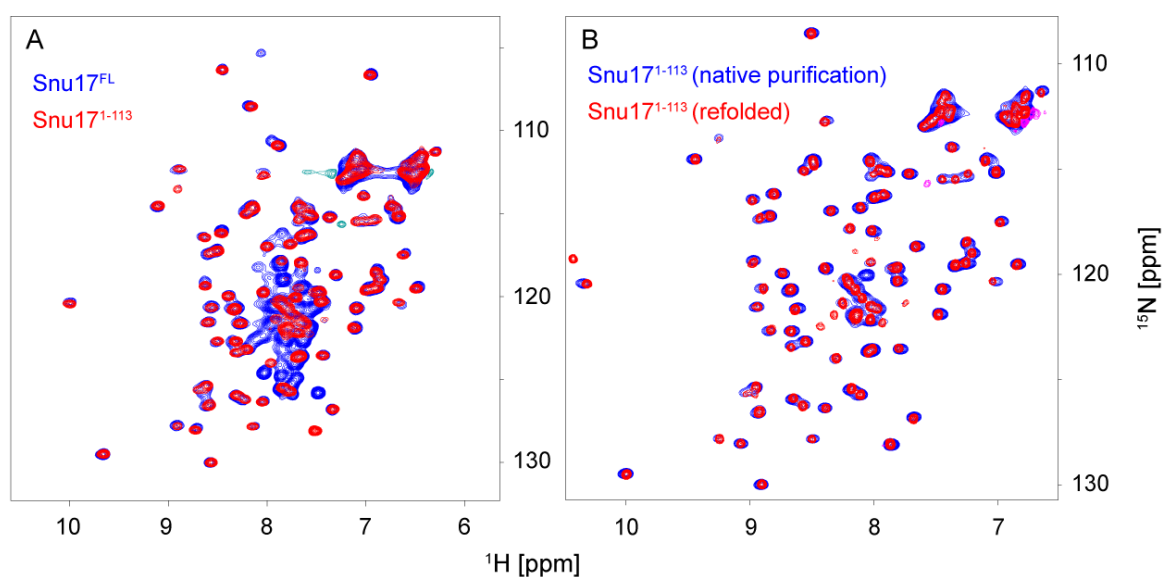 A
Snu17FL
Snu171-113
110
120
130
10
9
8
7
6
B
Snu171-113 (native purification)
Snu171-113 (refolded)
110
120
130
10
9
8
7
1H [ppm]
15N [ppm]